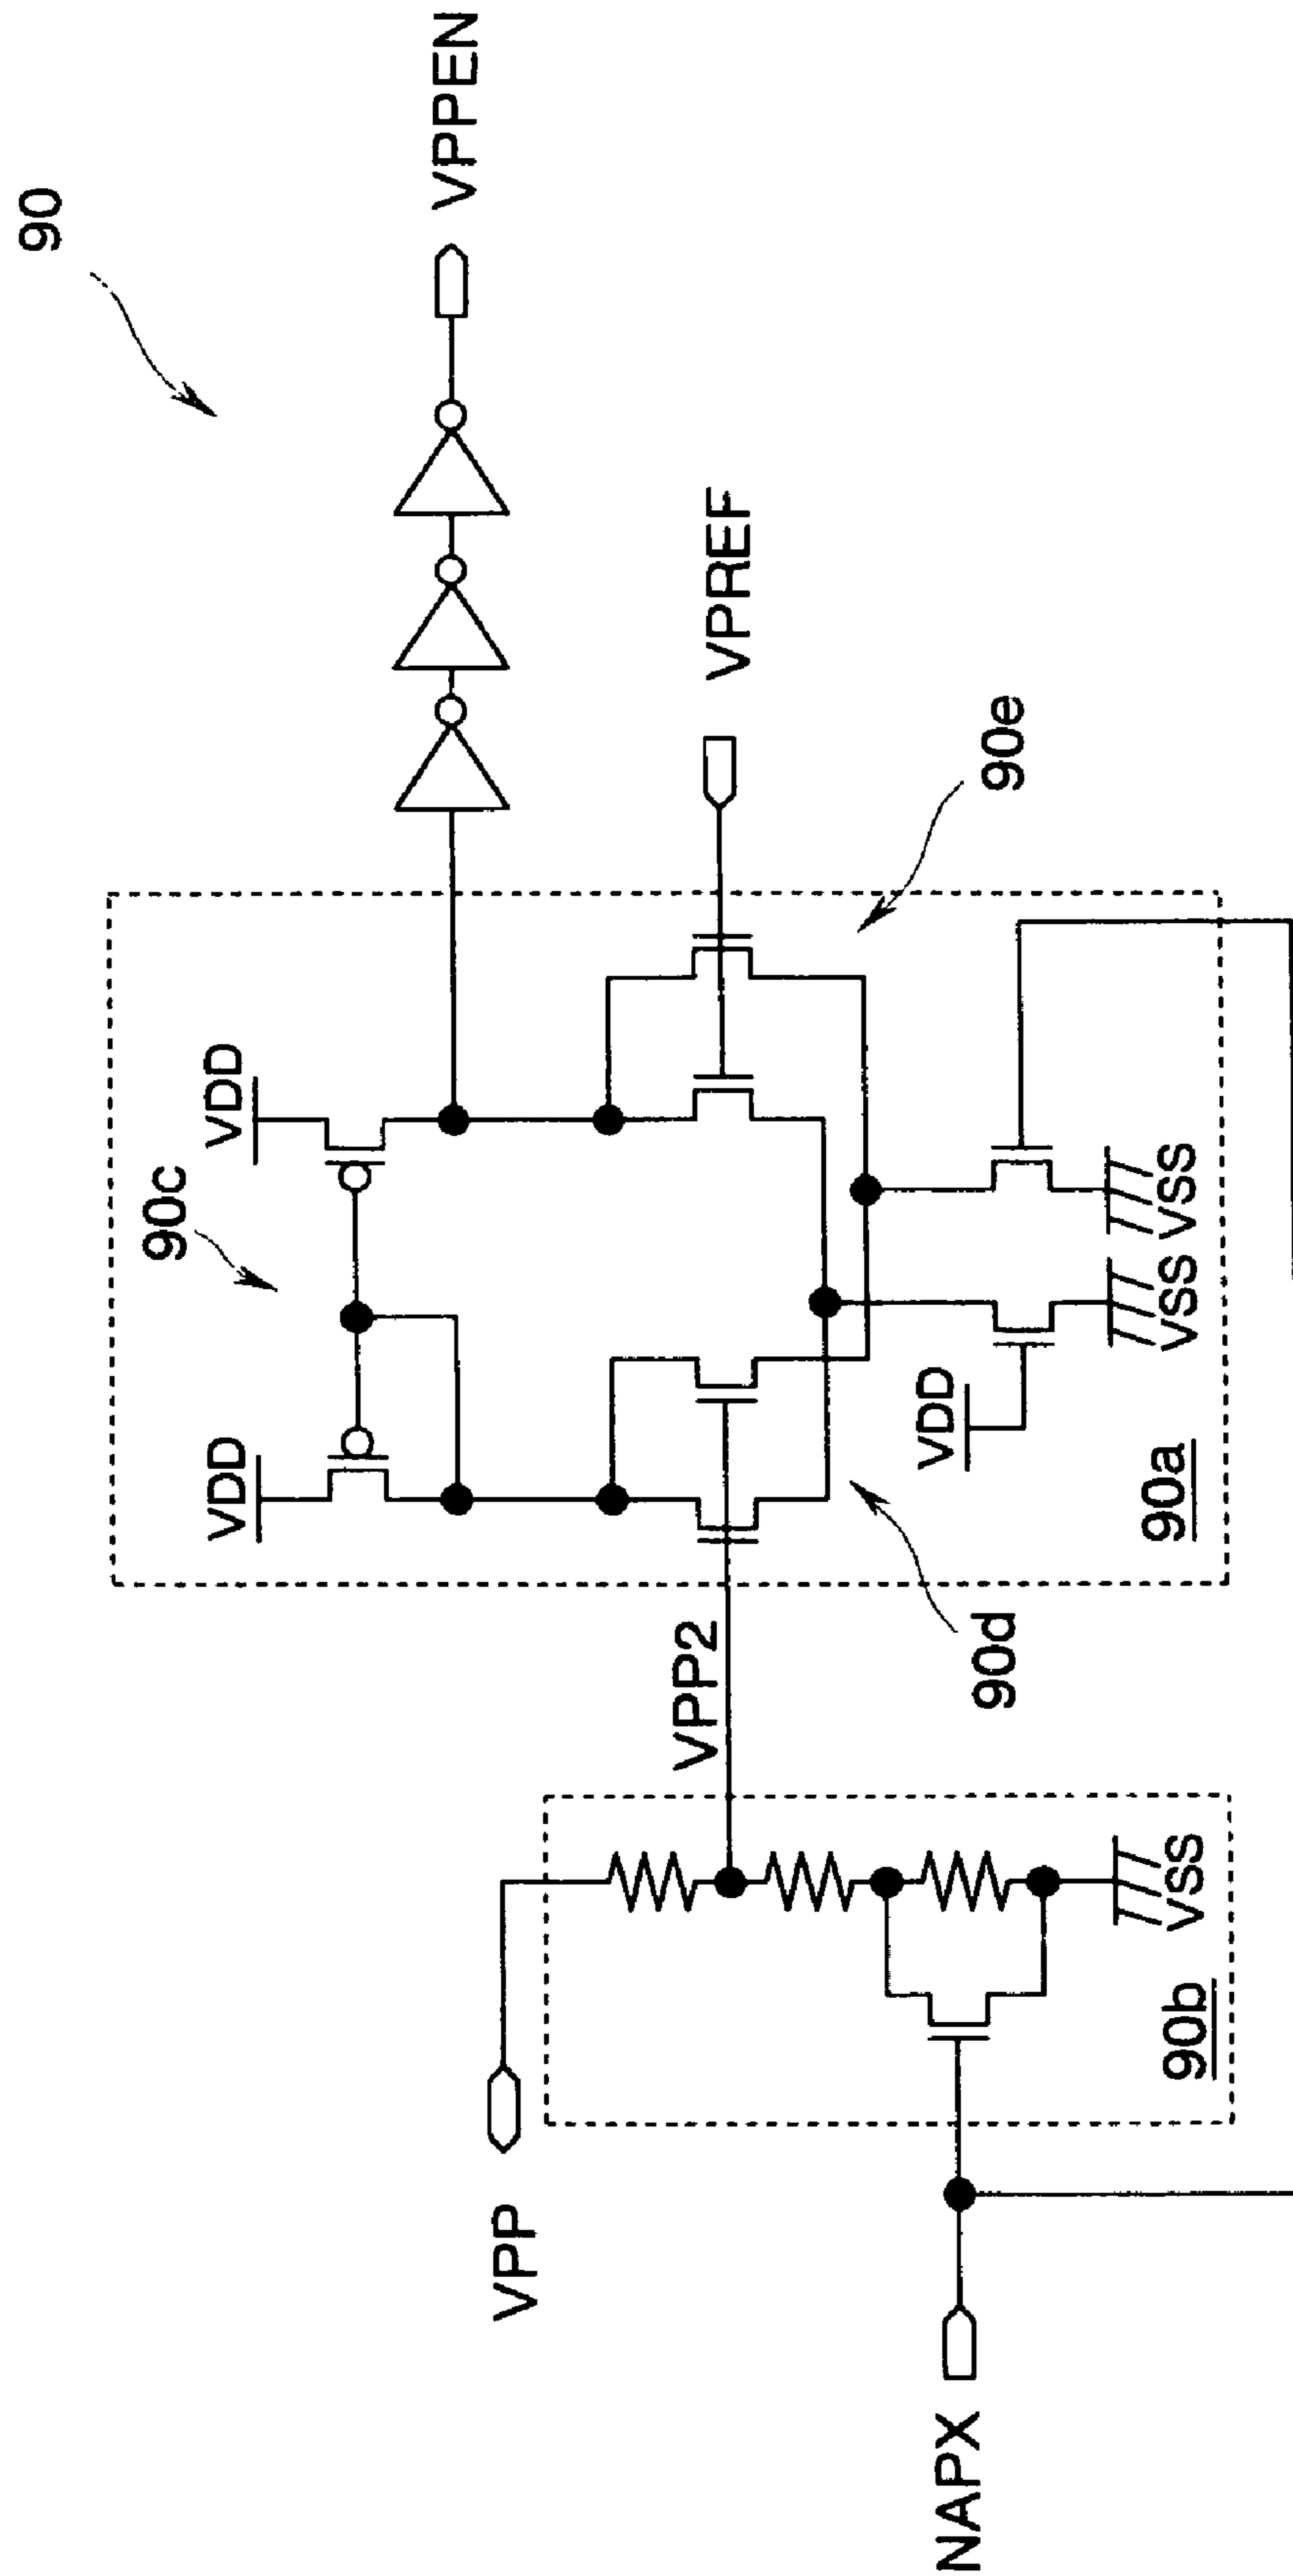 90
VPPEN
VDD
90c
VDD
VPREF
90e
VPP
VPP2
90d
VDD
90a
VSS
VSS
NAPX
90b
VSS